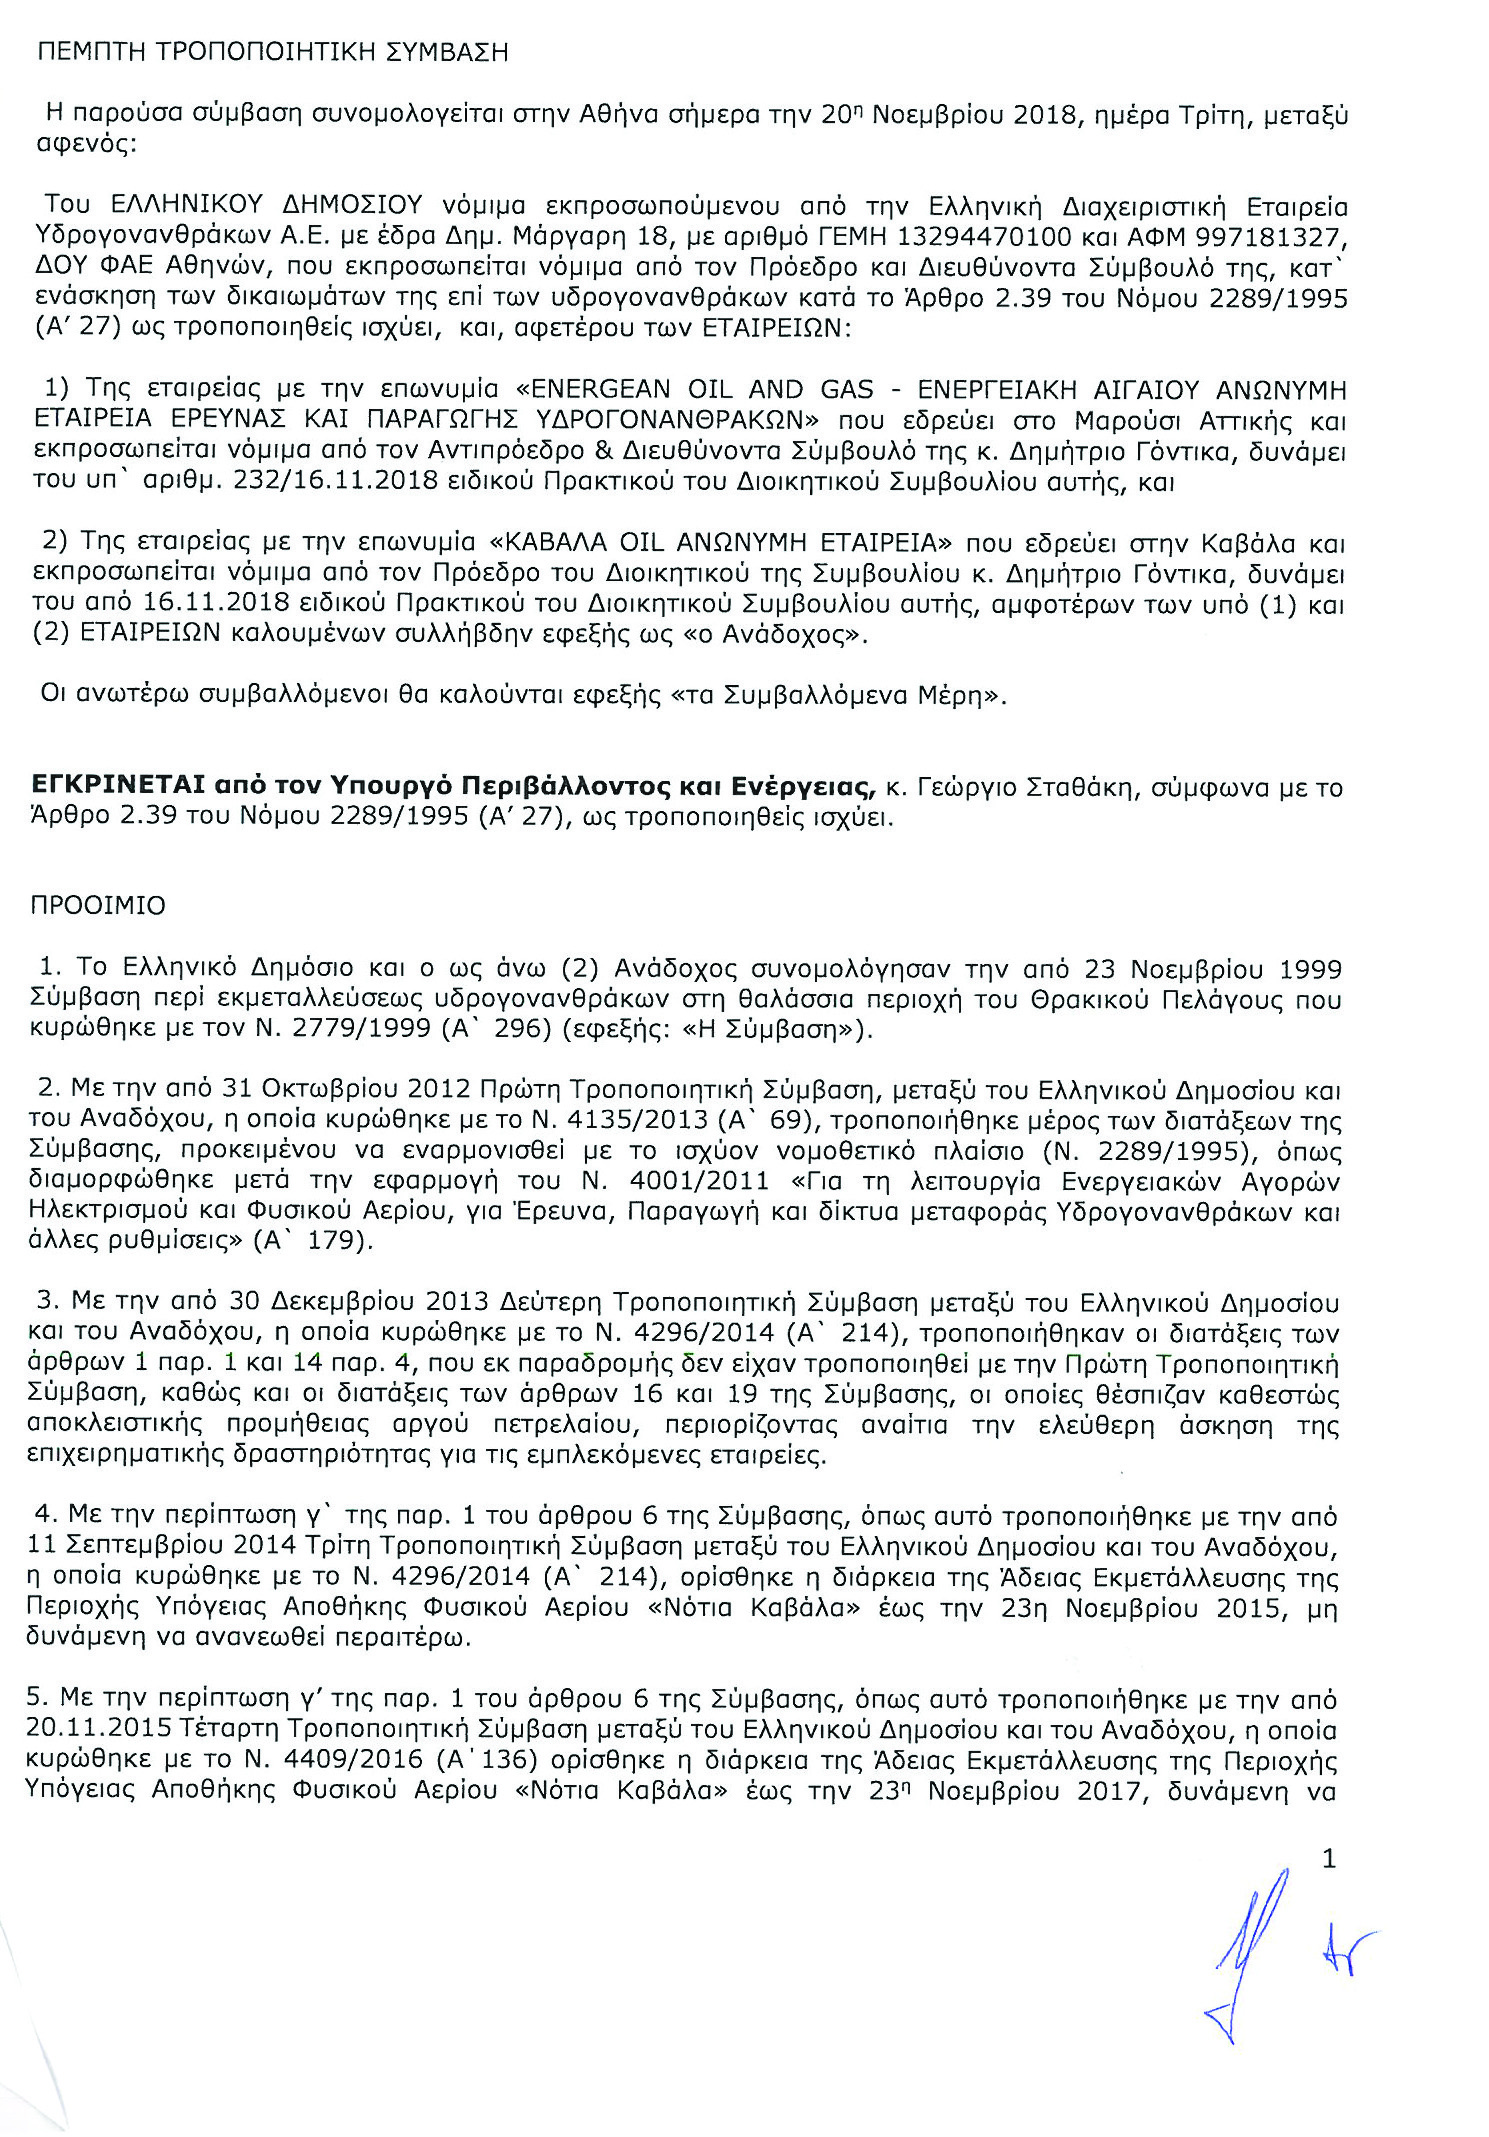 ΠΕΜΠΤΗ ΤΡΟΠΟΠΟΙΗΤΙΚΗ ΣΥΜΒΑΣΗ
Η παρούσα σύμβαση συνομολογείται στην Αθήνα σήμερα την 20η Νοεμβρίου 2018, ημέρα Τρίτη, μεταξύ
αφενός:
Του ΕΛΛΗΝΙΚΟΥ ΔΗΜΟΣΙΟΥ νόμιμα εκπροσωπούμενου από την Ελληνική Διαχειριστική Εταιρεία
Υδρογονανθράκων Α.Ε. με έδρα Δημ. Μάργαρη 18, με αριθμό ΓΕΜΗ 13294470100 και ΑΦΜ 997181327,
ΔΟΥ ΦΑΕ Αθηνών, που εκπροσωπείται νόμιμα από τον Πρόεδρο και Διευθύνοντα Σύμβουλό της, κατ`
ενάσκηση των δικαιωμάτων της επί των υδρογονανθράκων κατά το Άρθρο 2.39 του Νόμου 2289/1995
(Α’ 27) ως τροποποιηθείς ισχύει, και, αφετέρου των ΕΤΑΙΡΕΙΩΝ:
1) Της εταιρείας με την επωνυμία «ENERGEAN OIL AND GAS - ΕΝΕΡΓΕΙΑΚΗ ΑΙΓΑΙΟΥ ΑΝΩΝΥΜΗ
ΕΤΑΙΡΕΙΑ ΕΡΕΥΝΑΣ ΚΑΙ ΠΑΡΑΓΩΓΗΣ ΥΔΡΟΓΟΝΑΝΘΡΑΚΩΝ» που εδρεύει στο Μαρούσι Αττικής και
εκπροσωπείται νόμιμα από τον Αντιπρόεδρο & Διευθύνοντα Σύμβουλό της κ. Δημήτριο Γόντικα, δυνάμει
του υπ` αριθμ. 232/16.11.2018 ειδικού Πρακτικού του Διοικητικού Συμβουλίου αυτής, και
2) Της εταιρείας με την επωνυμία «ΚΑΒΑΛΑ OIL ΑΝΩΝΥΜΗ ΕΤΑΙΡΕΙΑ» που εδρεύει στην Καβάλα και
εκπροσωπείται νόμιμα από τον Πρόεδρο του Διοικητικού της Συμβουλίου κ. Δημήτριο Γόντικα, δυνάμει
του από 16.11.2018 ειδικού Πρακτικού του Διοικητικού Συμβουλίου αυτής, αμφοτέρων των υπό (1) και
(2) ΕΤΑΙΡΕΙΩΝ καλουμένων συλλήβδην εφεξής ως «ο Ανάδοχος».
Οι ανωτέρω συμβαλλόμενοι θα καλούνται εφεξής «τα Συμβαλλόμενα Μέρη».
ΕΓΚΡΙΝΕΤΑΙ από τον Υπουργό Περιβάλλοντος και Ενέργειας, κ. Γεώργιο Σταθάκη, σύμφωνα με το
Άρθρο 2.39 του Νόμου 2289/1995 (Α’ 27), ως τροποποιηθείς ισχύει.
ΠΡΟΟΙΜΙΟ
1. Το Ελληνικό Δημόσιο και ο ως άνω (2) Ανάδοχος συνομολόγησαν την από 23 Νοεμβρίου 1999
Σύμβαση περί εκμεταλλεύσεως υδρογονανθράκων στη θαλάσσια περιοχή του Θρακικού Πελάγους που
κυρώθηκε με τον Ν. 2779/1999 (Α` 296) (εφεξής: «Η Σύμβαση»).
2. Με την από 31 Οκτωβρίου 2012 Πρώτη Τροποποιητική Σύμβαση, μεταξύ του Ελληνικού Δημοσίου και
του Αναδόχου, η οποία κυρώθηκε με το Ν. 4135/2013 (Α` 69), τροποποιήθηκε μέρος των διατάξεων της
Σύμβασης, προκειμένου να εναρμονισθεί με το ισχύον νομοθετικό πλαίσιο (Ν. 2289/1995), όπως
διαμορφώθηκε μετά την εφαρμογή του Ν. 4001/2011 «Για τη λειτουργία Ενεργειακών Αγορών
Ηλεκτρισμού και Φυσικού Αερίου, για Έρευνα, Παραγωγή και δίκτυα μεταφοράς Υδρογονανθράκων και
άλλες ρυθμίσεις» (Α` 179).
3. Με την από 30 Δεκεμβρίου 2013 Δεύτερη Τροποποιητική Σύμβαση μεταξύ του Ελληνικού Δημοσίου
και του Αναδόχου, η οποία κυρώθηκε με το Ν. 4296/2014 (Α` 214), τροποποιήθηκαν οι διατάξεις των
άρθρων 1 παρ. 1 και 14 παρ. 4, που εκ παραδρομής δεν είχαν τροποποιηθεί με την Πρώτη Τροποποιητική
Σύμβαση, καθώς και οι διατάξεις των άρθρων 16 και 19 της Σύμβασης, οι οποίες θέσπιζαν καθεστώς
αποκλειστικής προμήθειας αργού πετρελαίου, περιορίζοντας αναίτια την ελεύθερη άσκηση της
επιχειρηματικής δραστηριότητας για τις εμπλεκόμενες εταιρείες.
4. Με την περίπτωση γ` της παρ. 1 του άρθρου 6 της Σύμβασης, όπως αυτό τροποποιήθηκε με την από
11 Σεπτεμβρίου 2014 Τρίτη Τροποποιητική Σύμβαση μεταξύ του Ελληνικού Δημοσίου και του Αναδόχου,
η οποία κυρώθηκε με το Ν. 4296/2014 (Α` 214), ορίσθηκε η διάρκεια της Άδειας Εκμετάλλευσης της
Περιοχής Υπόγειας Αποθήκης Φυσικού Αερίου «Νότια Καβάλα» έως την 23η Νοεμβρίου 2015, μη
δυνάμενη να ανανεωθεί περαιτέρω.
5. Με την περίπτωση γ’ της παρ. 1 του άρθρου 6 της Σύμβασης, όπως αυτό τροποποιήθηκε με την από
20.11.2015 Τέταρτη Τροποποιητική Σύμβαση μεταξύ του Ελληνικού Δημοσίου και του Αναδόχου, η οποία
κυρώθηκε με το Ν. 4409/2016 (Α΄136) ορίσθηκε η διάρκεια της Άδειας Εκμετάλλευσης της Περιοχής
Υπόγειας Αποθήκης Φυσικού Αερίου «Νότια Καβάλα» έως την 23η Νοεμβρίου 2017, δυνάμενη να
1